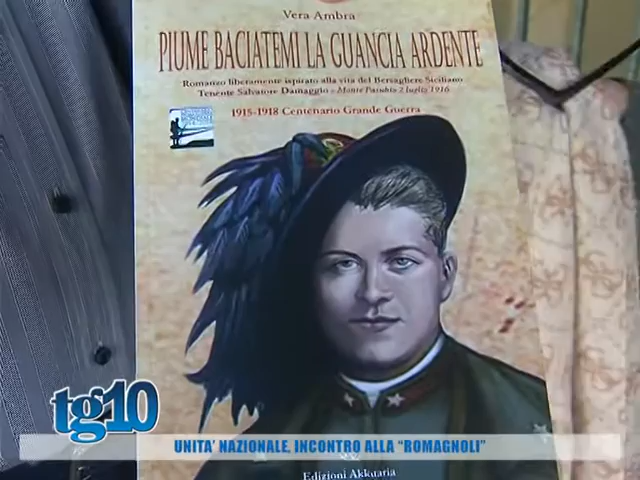 Vera Ambra
PIUME BACIATEMI LA GUANCIA ARDENTE
Romanzo liberamente ispirato alla vita del Bersagliere Siciliano
Tenente Salvatore Damaggio - Monte Pasubio 2 luglio 1916
1915-1918 Centenario Grande Guerra
tg10
UNITA' NAZIONALE, INCONTRO ALLA "ROMAGNOLI"
Edizioni Akkuaria